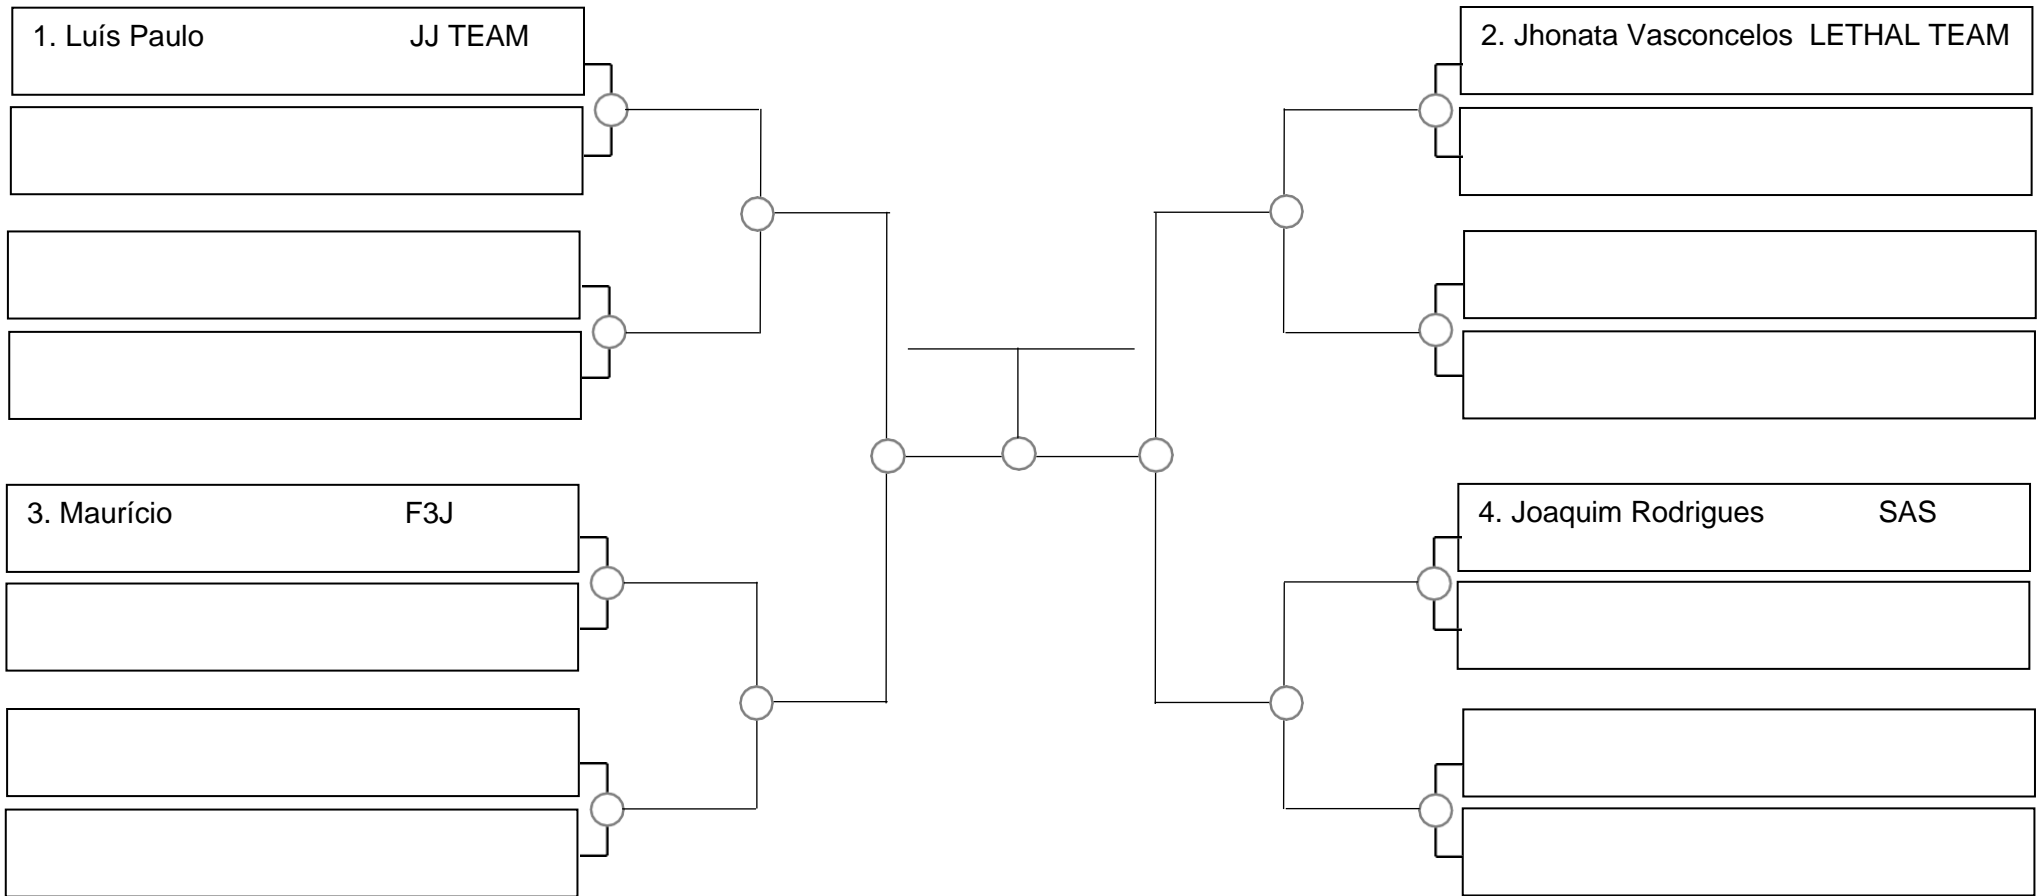 1. Luís Paulo JJ TEAM
2. Jhonata Vasconcelos LETHAL TEAM
3. Maurício F3J
4. Joaquim Rodrigues SAS